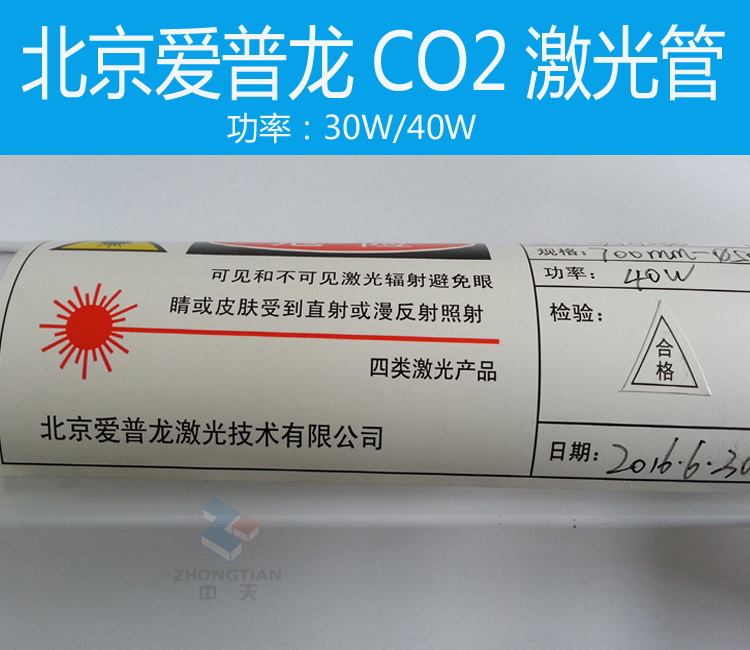 北京爱普龙 CO2 激光管
功率：30W/40W
规格：700mm-Ø50
功率： 40W
可见和不可见激光辐射避免眼
睛或皮肤受到直射或漫反射照射
检验：
合格
四类激光产品
北京爱普龙激光技术有限公司
日期：2016.6.30
ZHONGTIAN
中天